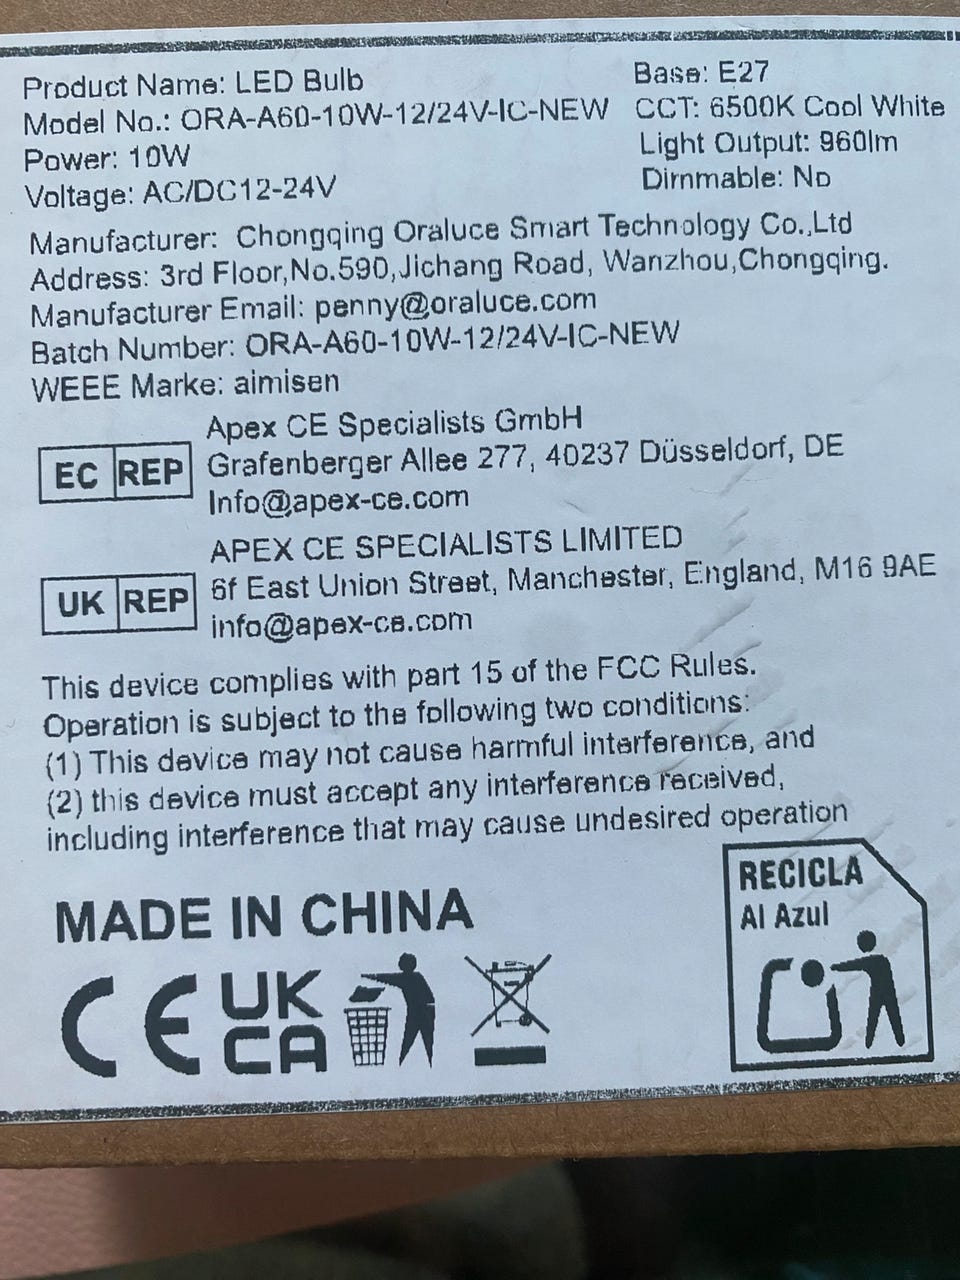 Product Name: LED Bulb
Base: E27
Model No.: ORA-A60-10W-12/24V-IC-NEW
CCT: 6500K Cool White
Power: 10W
Light Output: 960lm
Voltage: AC/DC12-24V
Dimmable: No
Manufacturer: Chongqing Oraluce Smart Technology Co.,Ltd
Address: 3rd Floor,No.590,Jichang Road, Wanzhou,Chongqing.
Manufacturer Email: penny@oraluce.com
Batch Number: ORA-A60-10W-12/24V-IC-NEW
WEEE Marke: aimisen
EC REP
Apex CE Specialists GmbH
Grafenberger Allee 277, 40237 Düsseldorf, DE
Info@apex-ce.com
UK REP
APEX CE SPECIALISTS LIMITED
6f East Union Street, Manchester, England, M16 9AE
info@apex-ce.com
This device complies with part 15 of the FCC Rules.
Operation is subject to the following two conditions:
(1) This device may not cause harmful interference, and
(2) this device must accept any interference received,
including interference that may cause undesired operation
MADE IN CHINA
CE
UK
CA
RECICLA
Al Azul